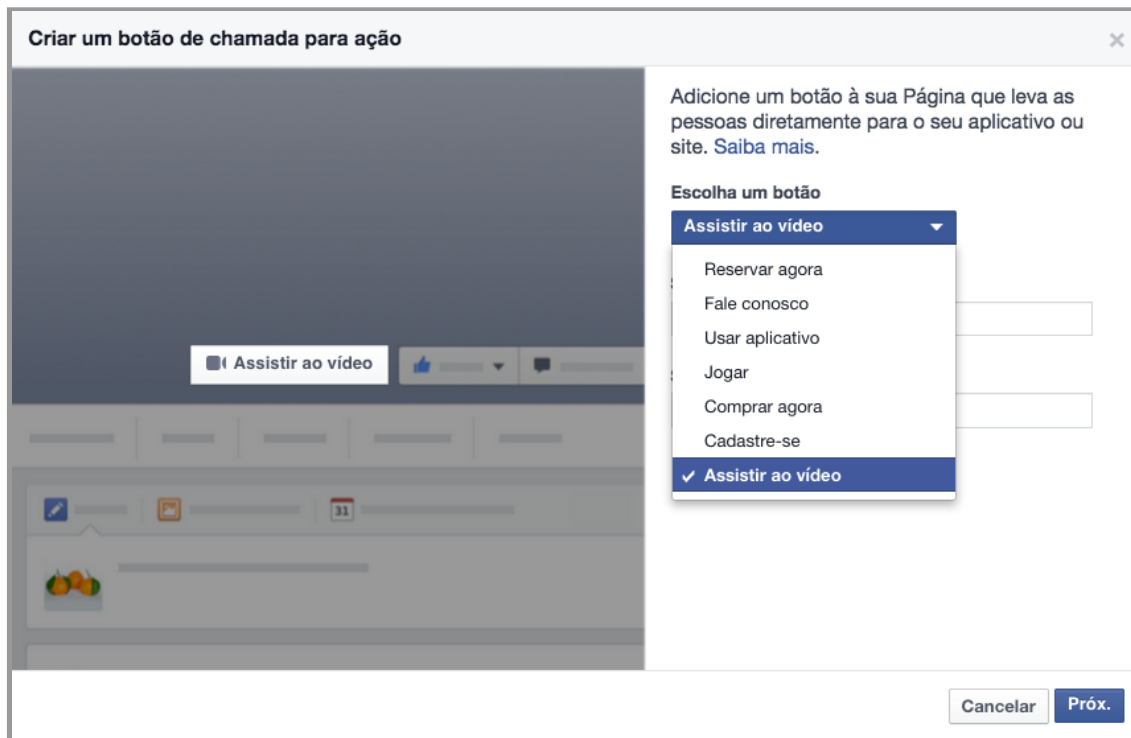 Criar um botão de chamada para ação
Adicione um botão à sua Página que leva as
pessoas diretamente para o seu aplicativo ou
site. Saiba mais.
Escolha um botão
Assistir ao vídeo
Reservar agora
Fale conosco
Usar aplicativo
Jogar
Comprar agora
Cadastre-se
Assistir ao vídeo
Assistir ao vídeo
31
Cancelar
Próx.